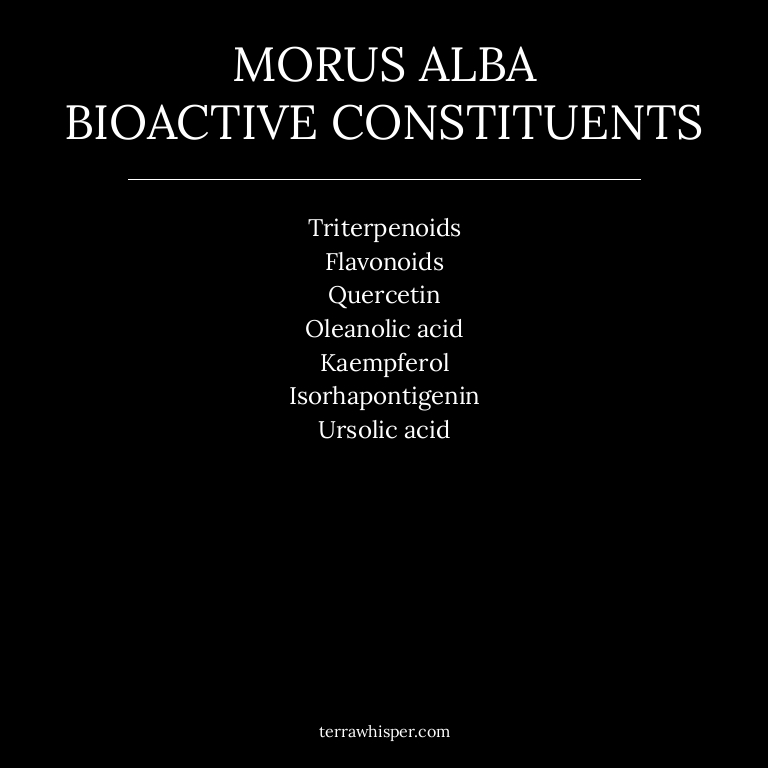 MORUS ALBA
BIOACTIVE CONSTITUENTS
Triterpenoids
Flavonoids
Quercetin
Oleanolic acid
Kaempferol
Isorhapontigenin
Ursolic acid
terrawhisper.com